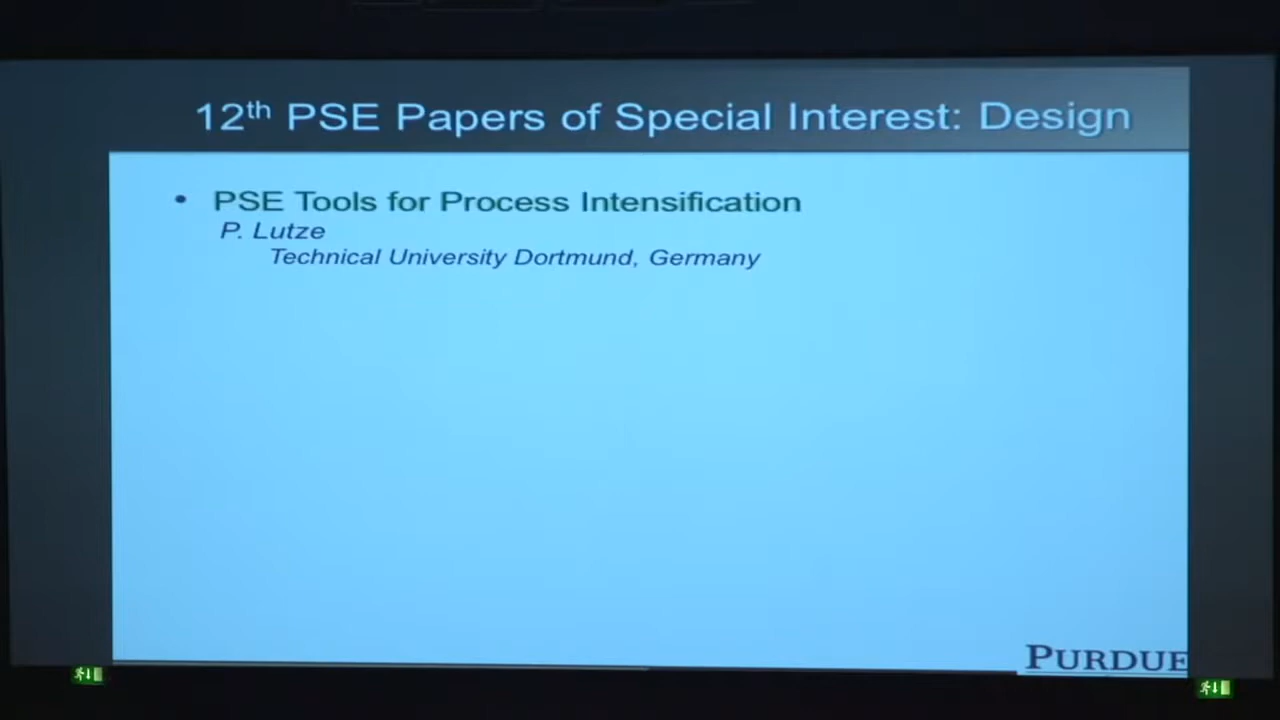 12th PSE Papers of Special Interest: Design
• PSE Tools for Process Intensification
P. Lutze
Technical University Dortmund, Germany
PURDUE